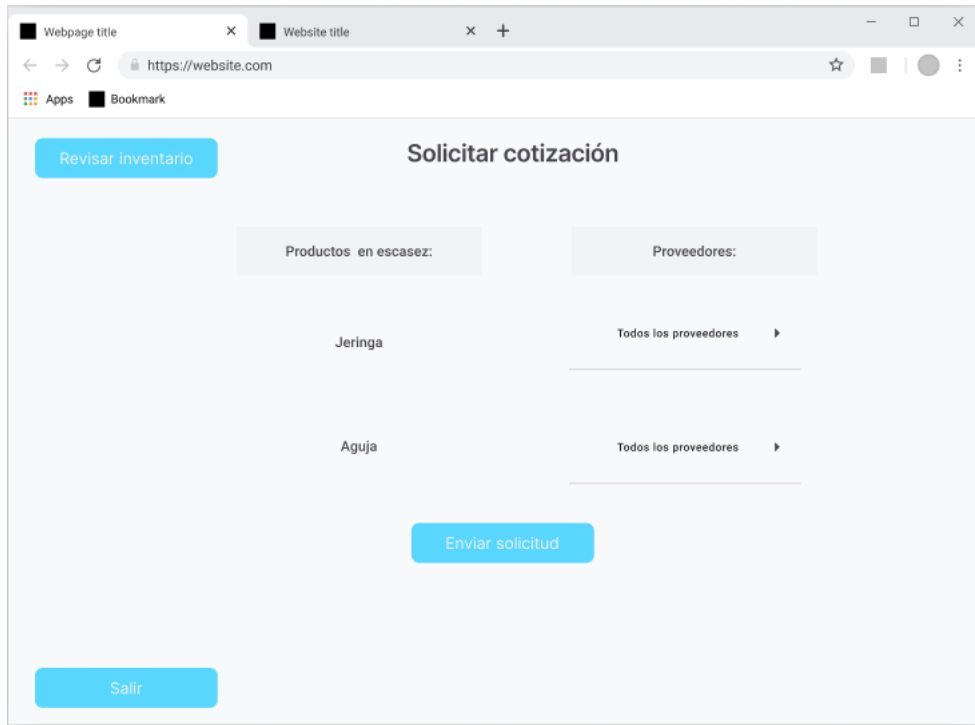 Webpage title
Website title
https://website.com
Apps
Bookmark
Revisar inventario
Solicitar cotización
Productos en escasez:
Proveedores:
Jeringa
Todos los proveedores
Aguja
Todos los proveedores
Enviar solicitud
Salir